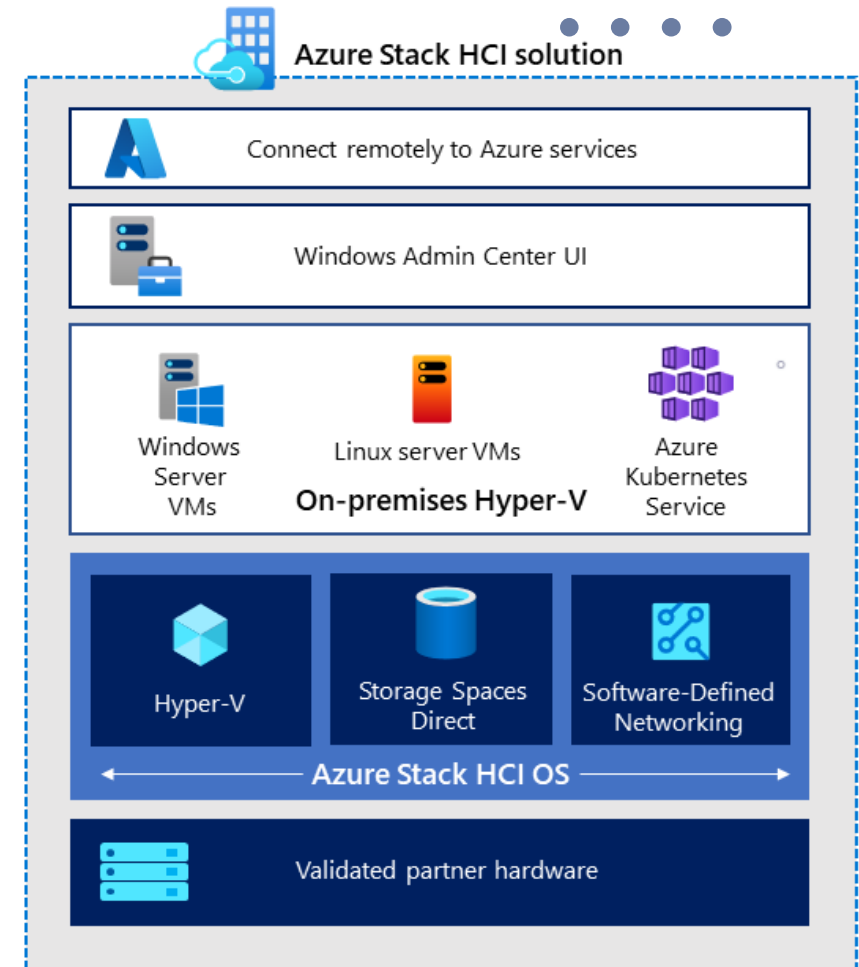 Azure Stack HCI solution
Connect remotely to Azure services
Windows Admin Center UI
Windows
Server
VMs
Linux server VMs
Azure
Kubernetes
Service
On-premises Hyper-V
Hyper-V
Storage Spaces
Direct
Software-Defined
Networking
Azure Stack HCI OS
Validated partner hardware